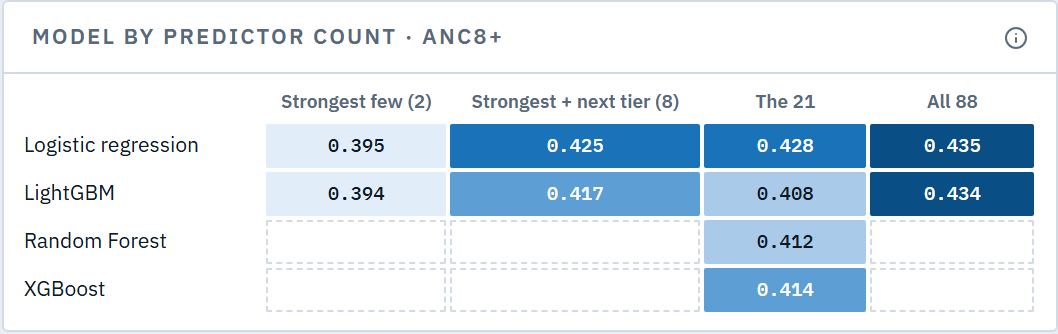 MODEL BY PREDICTOR COUNT · ANC8+
Strongest few (2) Strongest + next tier (8) The 21 All 88
Logistic regression 0.395 0.425 0.428 0.435
LightGBM 0.394 0.417 0.408 0.434
Random Forest 0.412
XGBoost 0.414